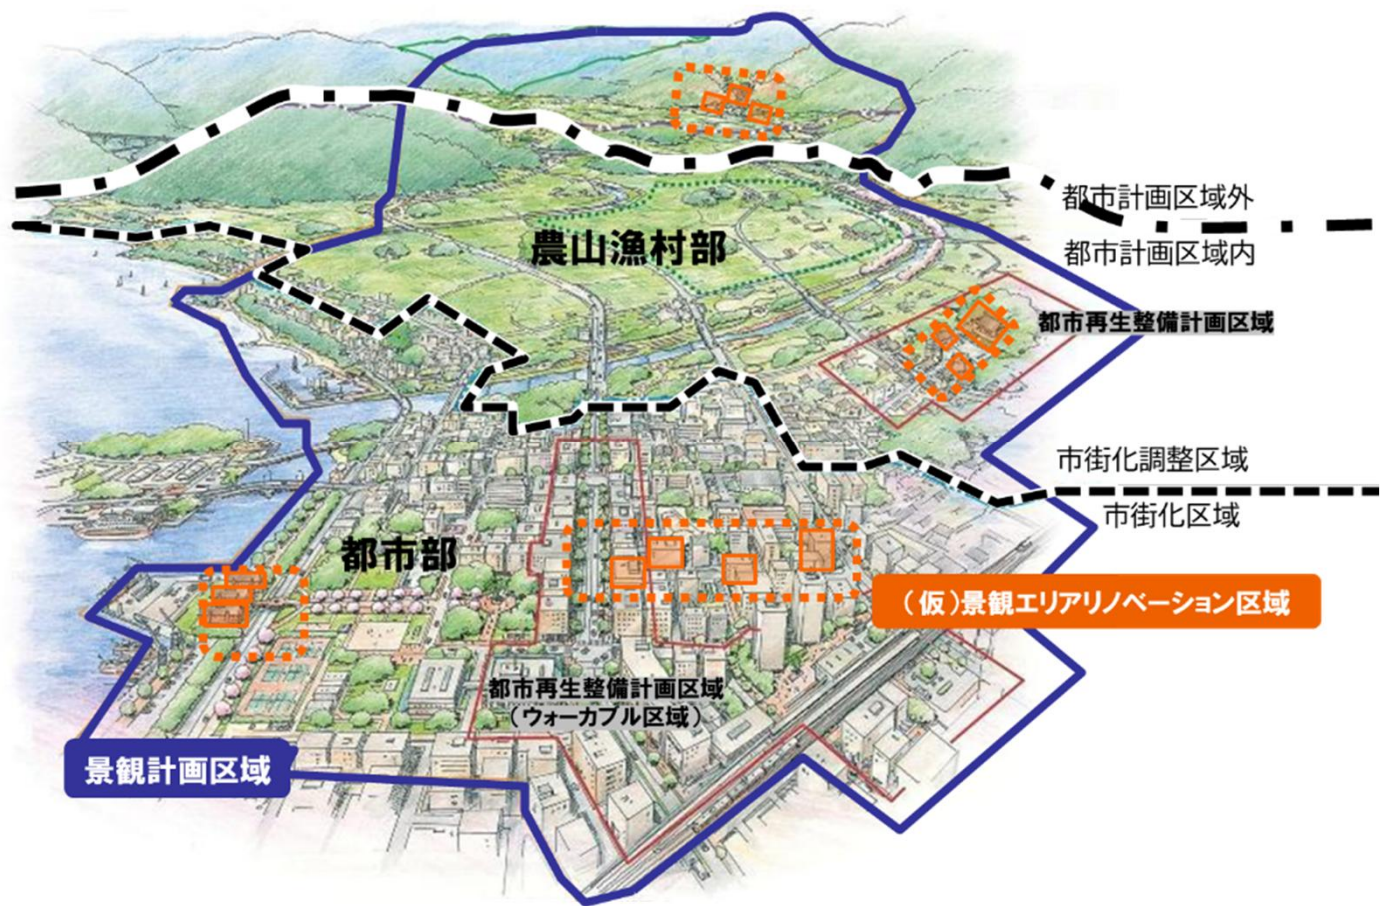 都市計画区域外
農山漁村部
都市計画区域内
都市再生整備計画区域
市街化調整区域
市街化区域
都市部
（仮）景観エリアリノベーション区域
都市再生整備計画区域
（ウォーカブル区域）
景観計画区域